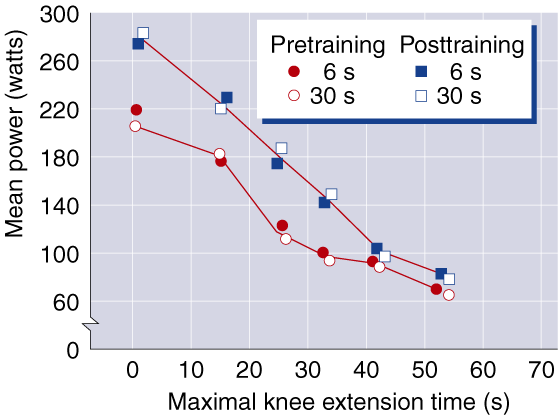 300
260
220
180
140
100
60
0
Mean power (watts)
Pretraining Posttraining
6 s 6 s
30 s 30 s
0 10 20 30 40 50 60 70
Maximal knee extension time (s)